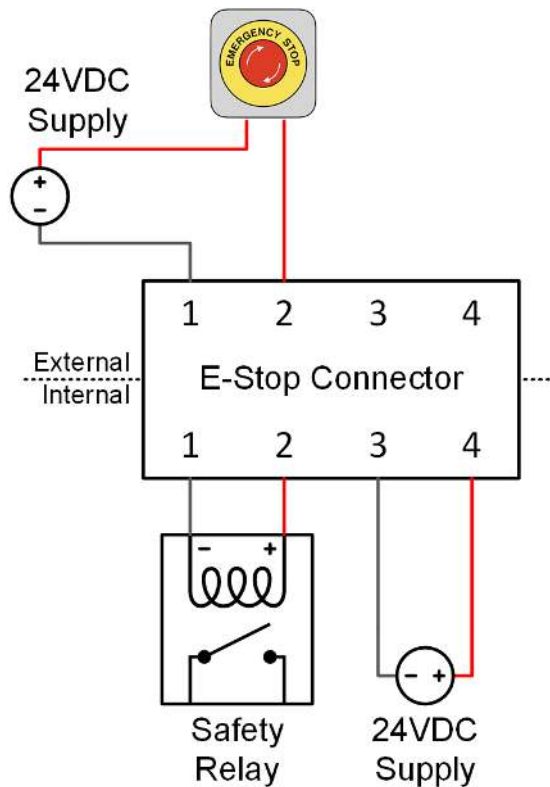 EMERGENCY STOP
24VDC
Supply
+
−
1 2 3 4
External
E-Stop Connector
Internal
1 2 3 4
− +
− +
Safety
Relay
24VDC
Supply